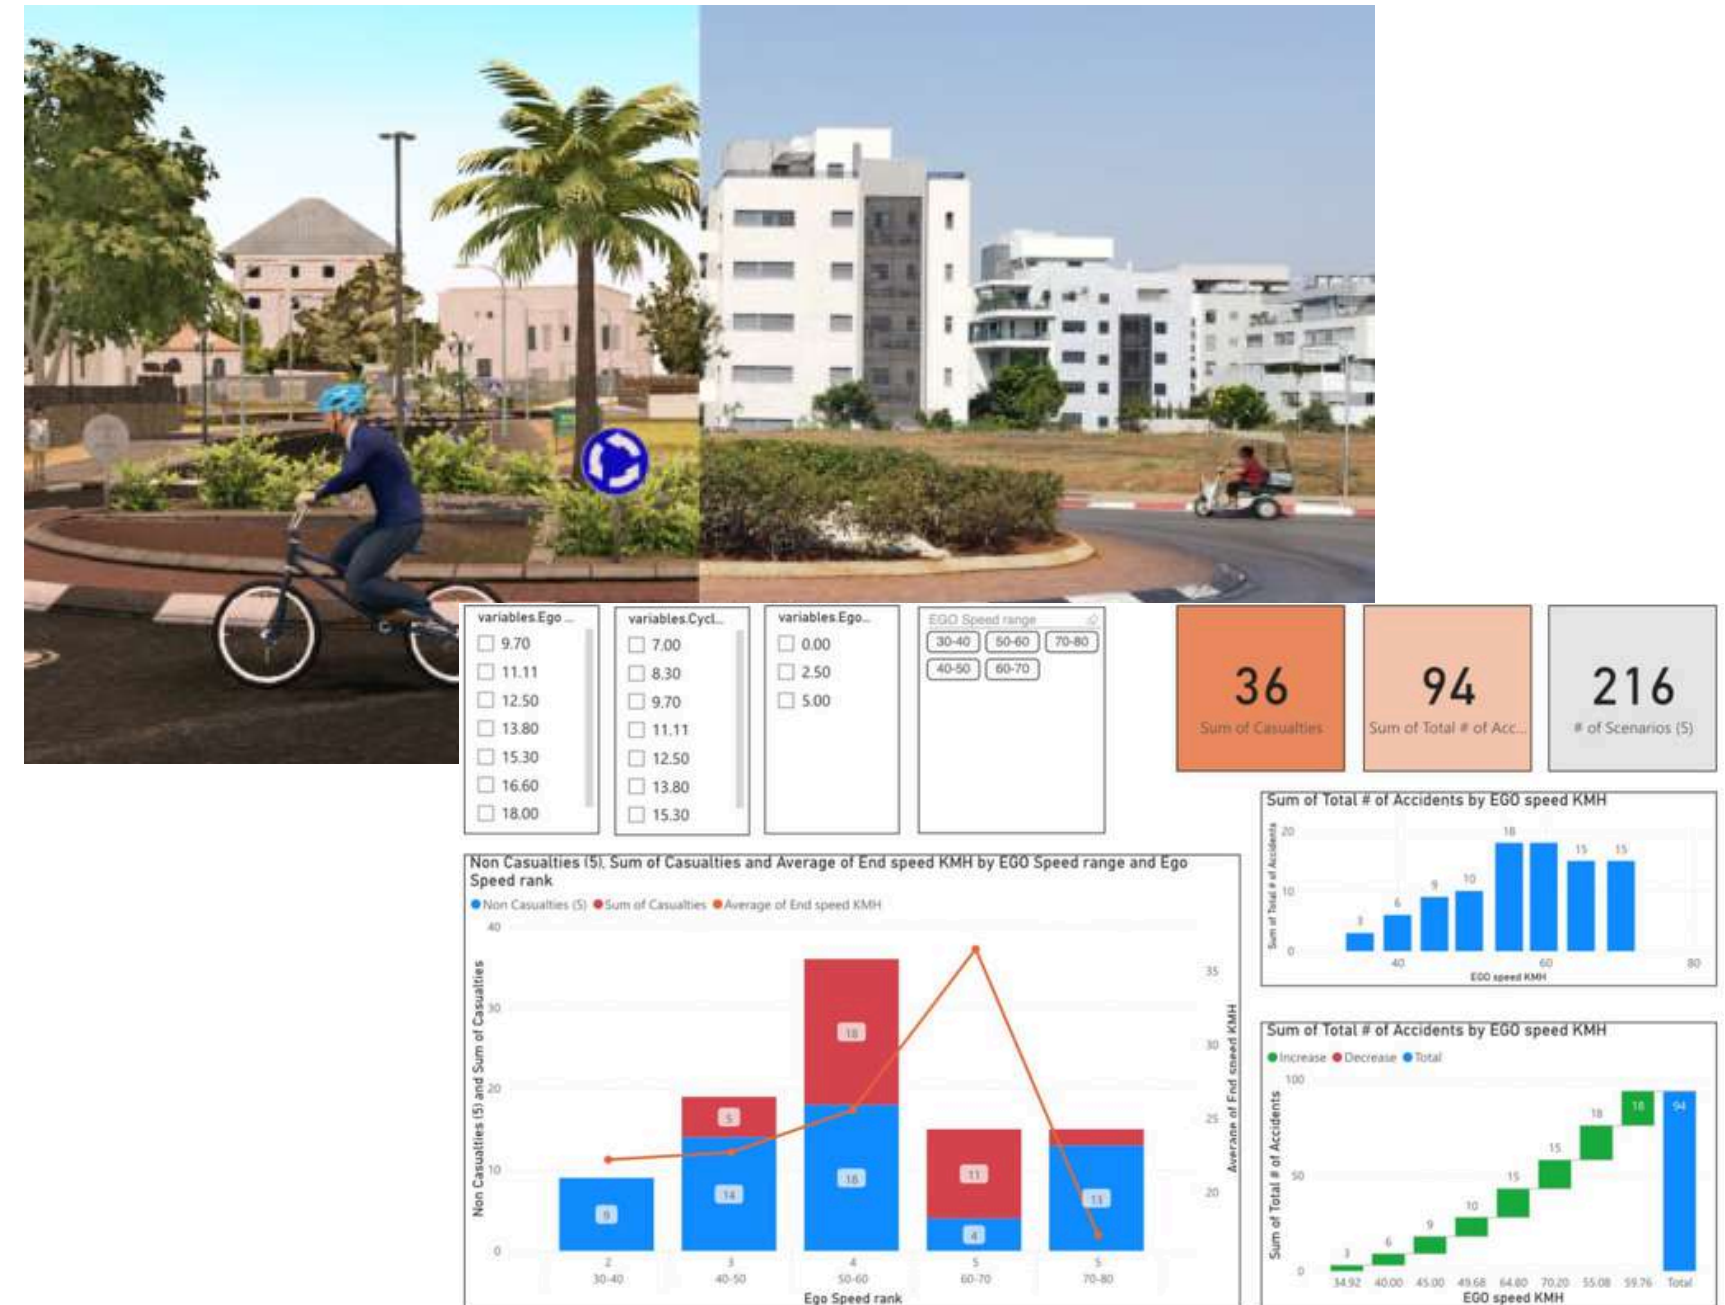 variables.Ego ...
9.70
11.11
12.50
13.80
15.30
16.60
18.00
variables.Cycl...
7.00
8.30
9.70
11.11
12.50
13.80
15.30
variables.Ego...
0.00
2.50
5.00
EGO Speed range
30-40 50-60 70-80
40-50 60-70
36
Sum of Casualties
94
Sum of Total # of Acc...
216
# of Scenarios (5)
Non Casualties (5), Sum of Casualties and Average of End speed KMH by EGO Speed range and Ego
Speed rank
Non Casualties (5) Sum of Casualties Average of End speed KMH
Non Casualties (5) and Sum of Casualties
40
30
20
10
0
9
5
14
18
18
11
4
13
Average of End speed KMH
35
30
25
20
2 3 4 5 5
30-40 40-50 50-60 60-70 70-80
Ego Speed rank
Sum of Total # of Accidents by EGO speed KMH
Sum of Total # of Accidents
20
10
0
3 6 9 10 18 15 15
40 60 80
EGO speed KMH
Sum of Total # of Accidents by EGO speed KMH
Increase Decrease Total
Sum of Total # of Accidents
100
50
0
3 6 9 10 15 15 18 18 94
34.92 40.00 45.00 49.68 64.80 70.20 55.08 59.76 Total
EGO speed KMH